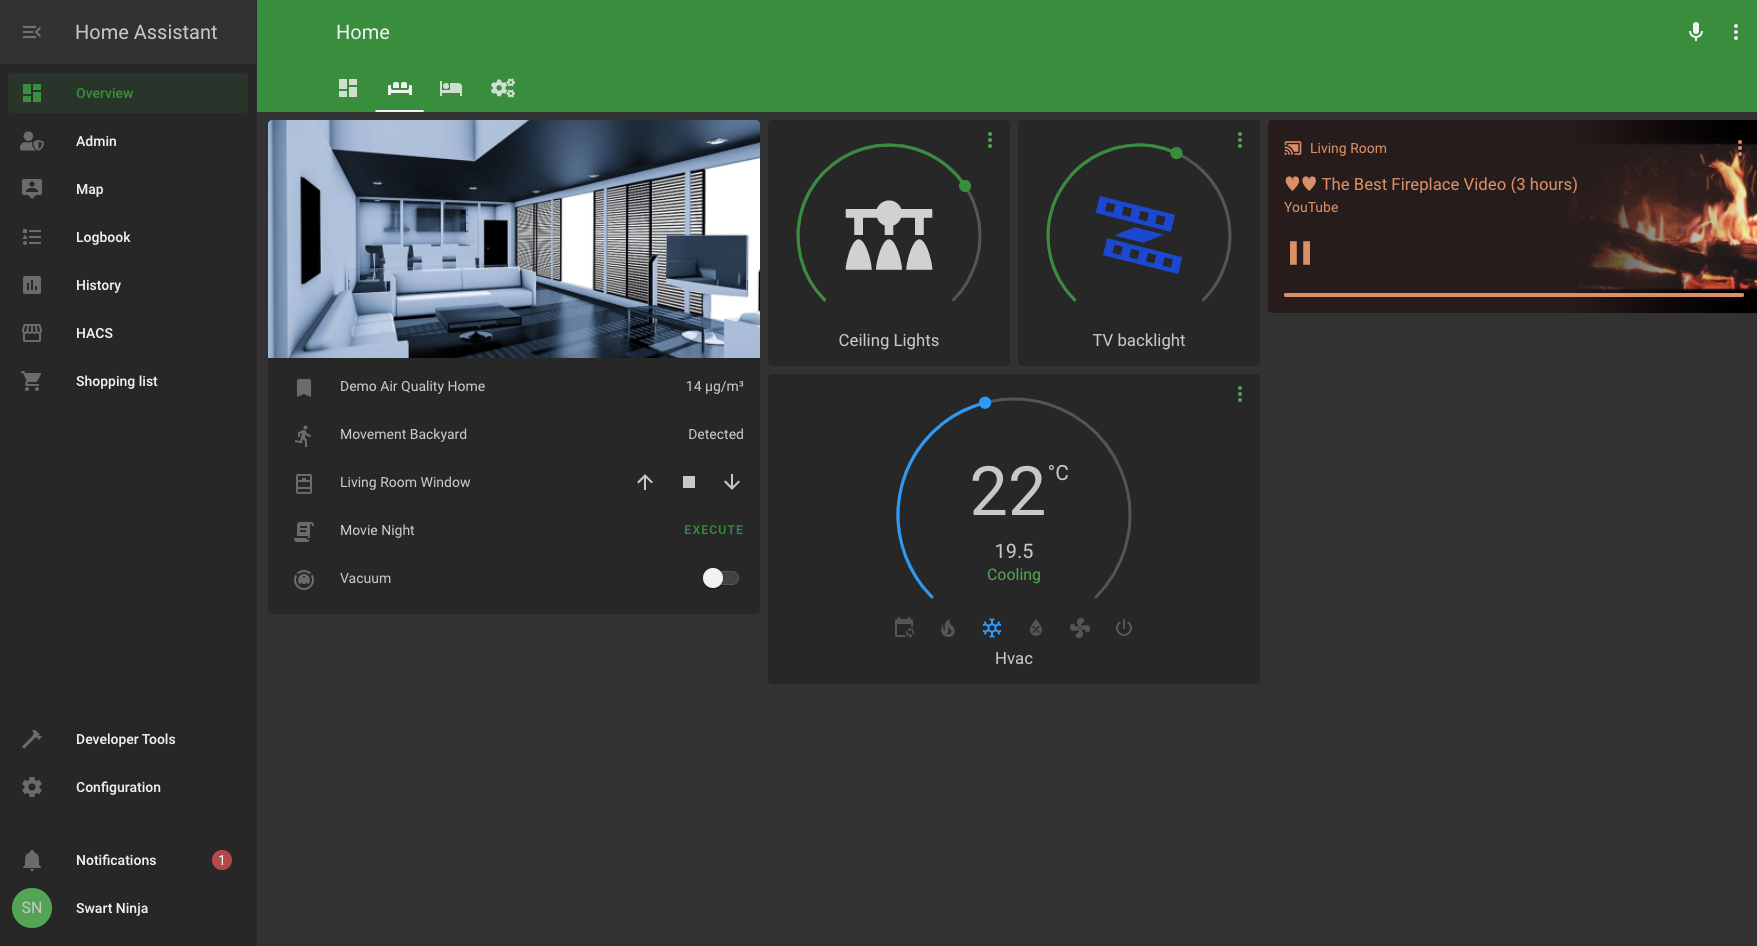 Home Assistant
Overview
Admin
Map
Logbook
History
HACS
Shopping list
Developer Tools
Configuration
Notifications 1
SN Swart Ninja
Home
Demo Air Quality Home 14 μg/m³
Movement Backyard Detected
Living Room Window
Movie Night EXECUTE
Vacuum
Ceiling Lights
TV backlight
22 °C
19.5
Cooling
Hvac
Living Room
♥♥ The Best Fireplace Video (3 hours)
YouTube